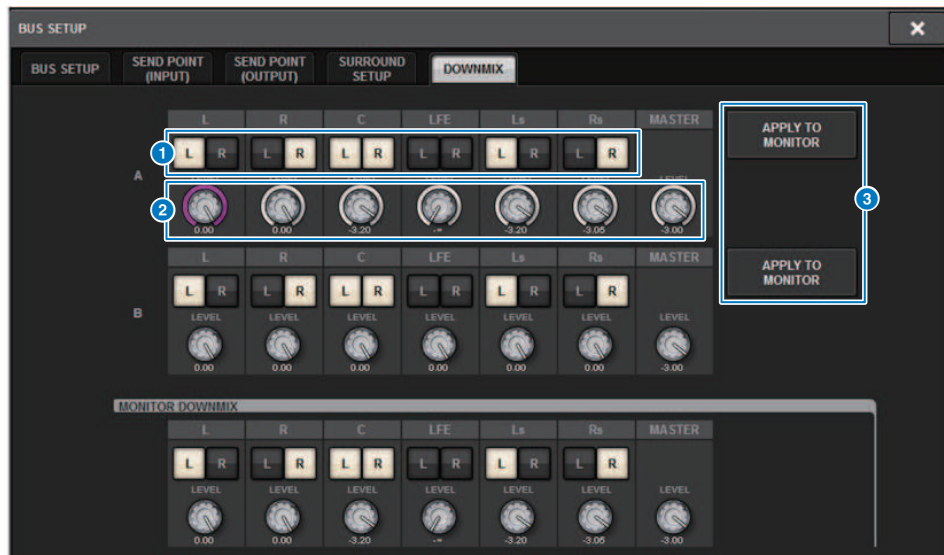 BUS SETUP
BUS SETUP
SEND POINT
(INPUT)
SEND POINT
(OUTPUT)
SURROUND
SETUP
DOWNMIX
L R C LFE Ls Rs MASTER
APPLY TO
MONITOR
1
L R L R L R L R L R L R
A
LEVEL
2
3
0.00 0.00 -3.20 -∞ -3.20 -3.05 -3.00
L R C LFE Ls Rs MASTER
APPLY TO
MONITOR
L R L R L R L R L R L R
B
LEVEL LEVEL LEVEL LEVEL LEVEL LEVEL LEVEL
0.00 0.00 0.00 0.00 0.00 0.00 -3.00
MONITOR DOWNMIX
L R C LFE Ls Rs MASTER
L R L R L R L R L R L R
LEVEL LEVEL LEVEL LEVEL LEVEL LEVEL LEVEL
0.00 0.00 -3.20 -∞ -3.20 -3.05 -3.00